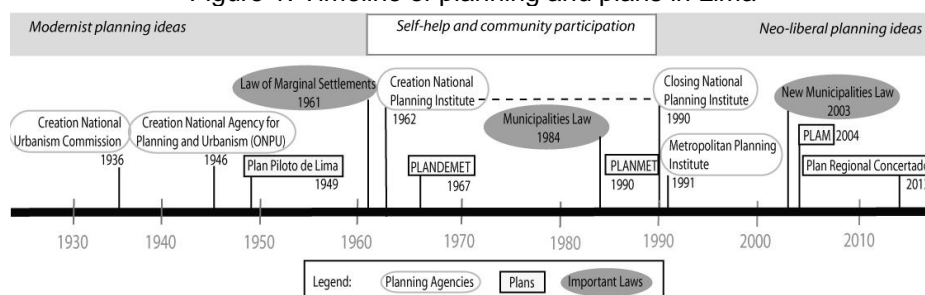 Figure 1. Timeline of planning and plans in Lima
Modernist planning ideas
Self-help and community participation
Neo-liberal planning ideas
Law of Marginal Settlements
1961
Creation National
Planning Institute
1962
Closing National
Planning Institute
1990
New Municipalities Law
2003
Creation National
Urbanism Commission
1936
Creation National Agency for
Planning and Urbanism (ONPU)
1946
Municipalities Law
1984
PLAM 2004
Metropolitan Planning
Institute
1991
Plan Piloto de Lima
1949
PLANDEMET
1967
PLANMET
1990
Plan Regional Concertado
1930 1940 1950 1960 1970 1980 1990 2000 2010
Legend: Planning Agencies Plans Important Laws